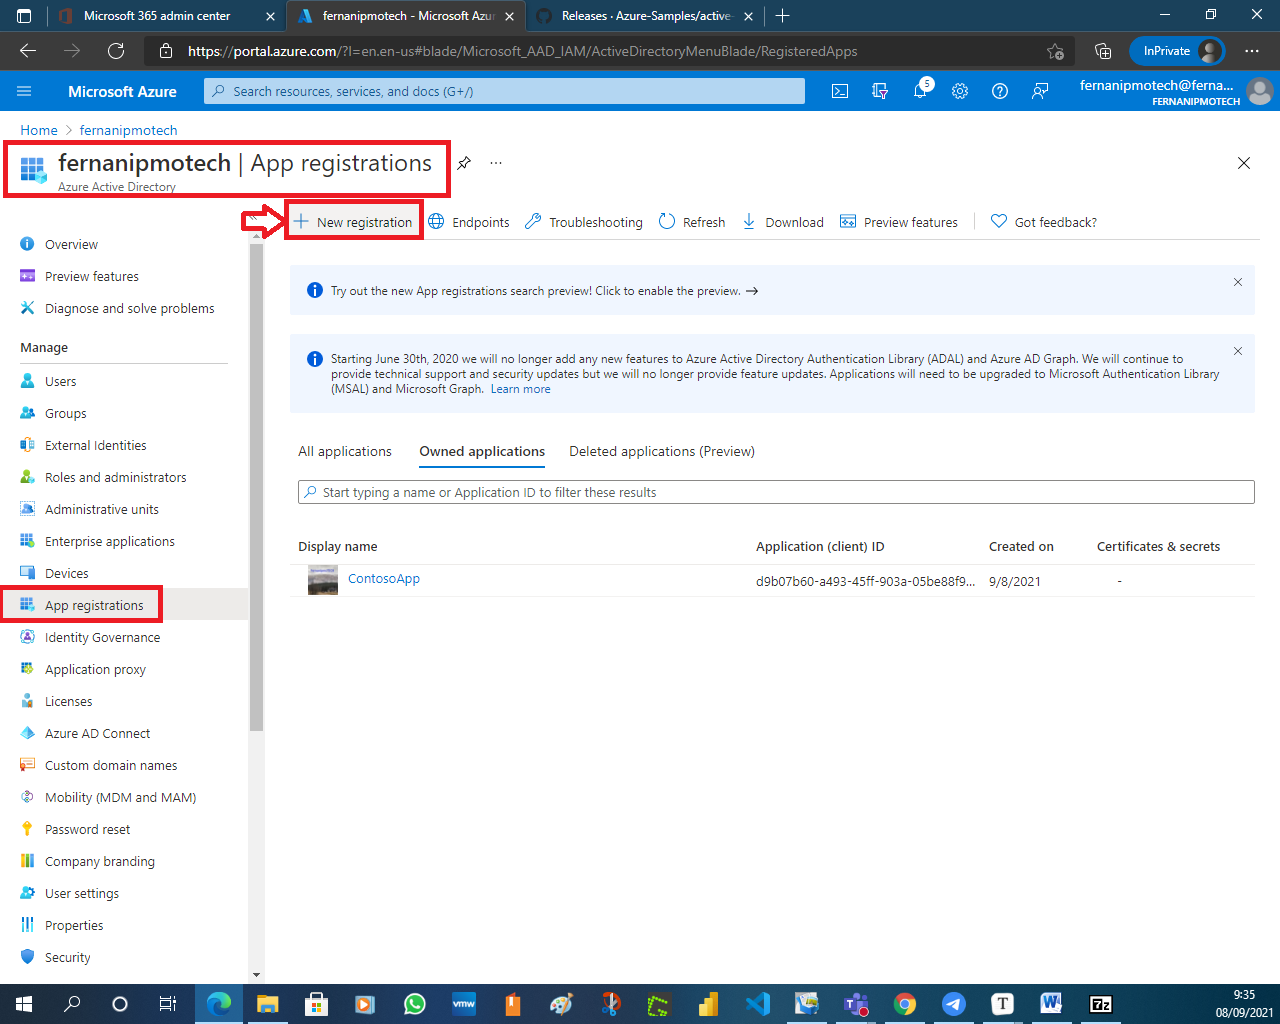 Microsoft 365 admin center
fernanipmotech - Microsoft Azur
Releases · Azure-Samples/active-
https://portal.azure.com/?l=en.en-us#blade/Microsoft_AAD_IAM/ActiveDirectoryMenuBlade/RegisteredApps
InPrivate
Microsoft Azure
Search resources, services, and docs (G+/)
5
fernanipmotech@ferna...
FERNANIPMOTECH
Home > fernanipmotech
fernanipmotech | App registrations
Azure Active Directory
New registration
Endpoints
Troubleshooting
Refresh
Download
Preview features
Got feedback?
Overview
Preview features
Diagnose and solve problems
Manage
Users
Groups
External Identities
Roles and administrators
Administrative units
Enterprise applications
Devices
App registrations
Identity Governance
Application proxy
Licenses
Azure AD Connect
Custom domain names
Mobility (MDM and MAM)
Password reset
Company branding
User settings
Properties
Security
Try out the new App registrations search preview! Click to enable the preview. →
Starting June 30th, 2020 we will no longer add any new features to Azure Active Directory Authentication Library (ADAL) and Azure AD Graph. We will continue to
provide technical support and security updates but we will no longer provide feature updates. Applications will need to be upgraded to Microsoft Authentication Library
(MSAL) and Microsoft Graph. Learn more
All applications
Owned applications
Deleted applications (Preview)
Start typing a name or Application ID to filter these results
Display name
Application (client) ID
Created on
Certificates & secrets
ContosoApp
d9b07b60-a493-45ff-903a-05be88f9...
9/8/2021
-
vmw
T
W
7z
9:35
08/09/2021